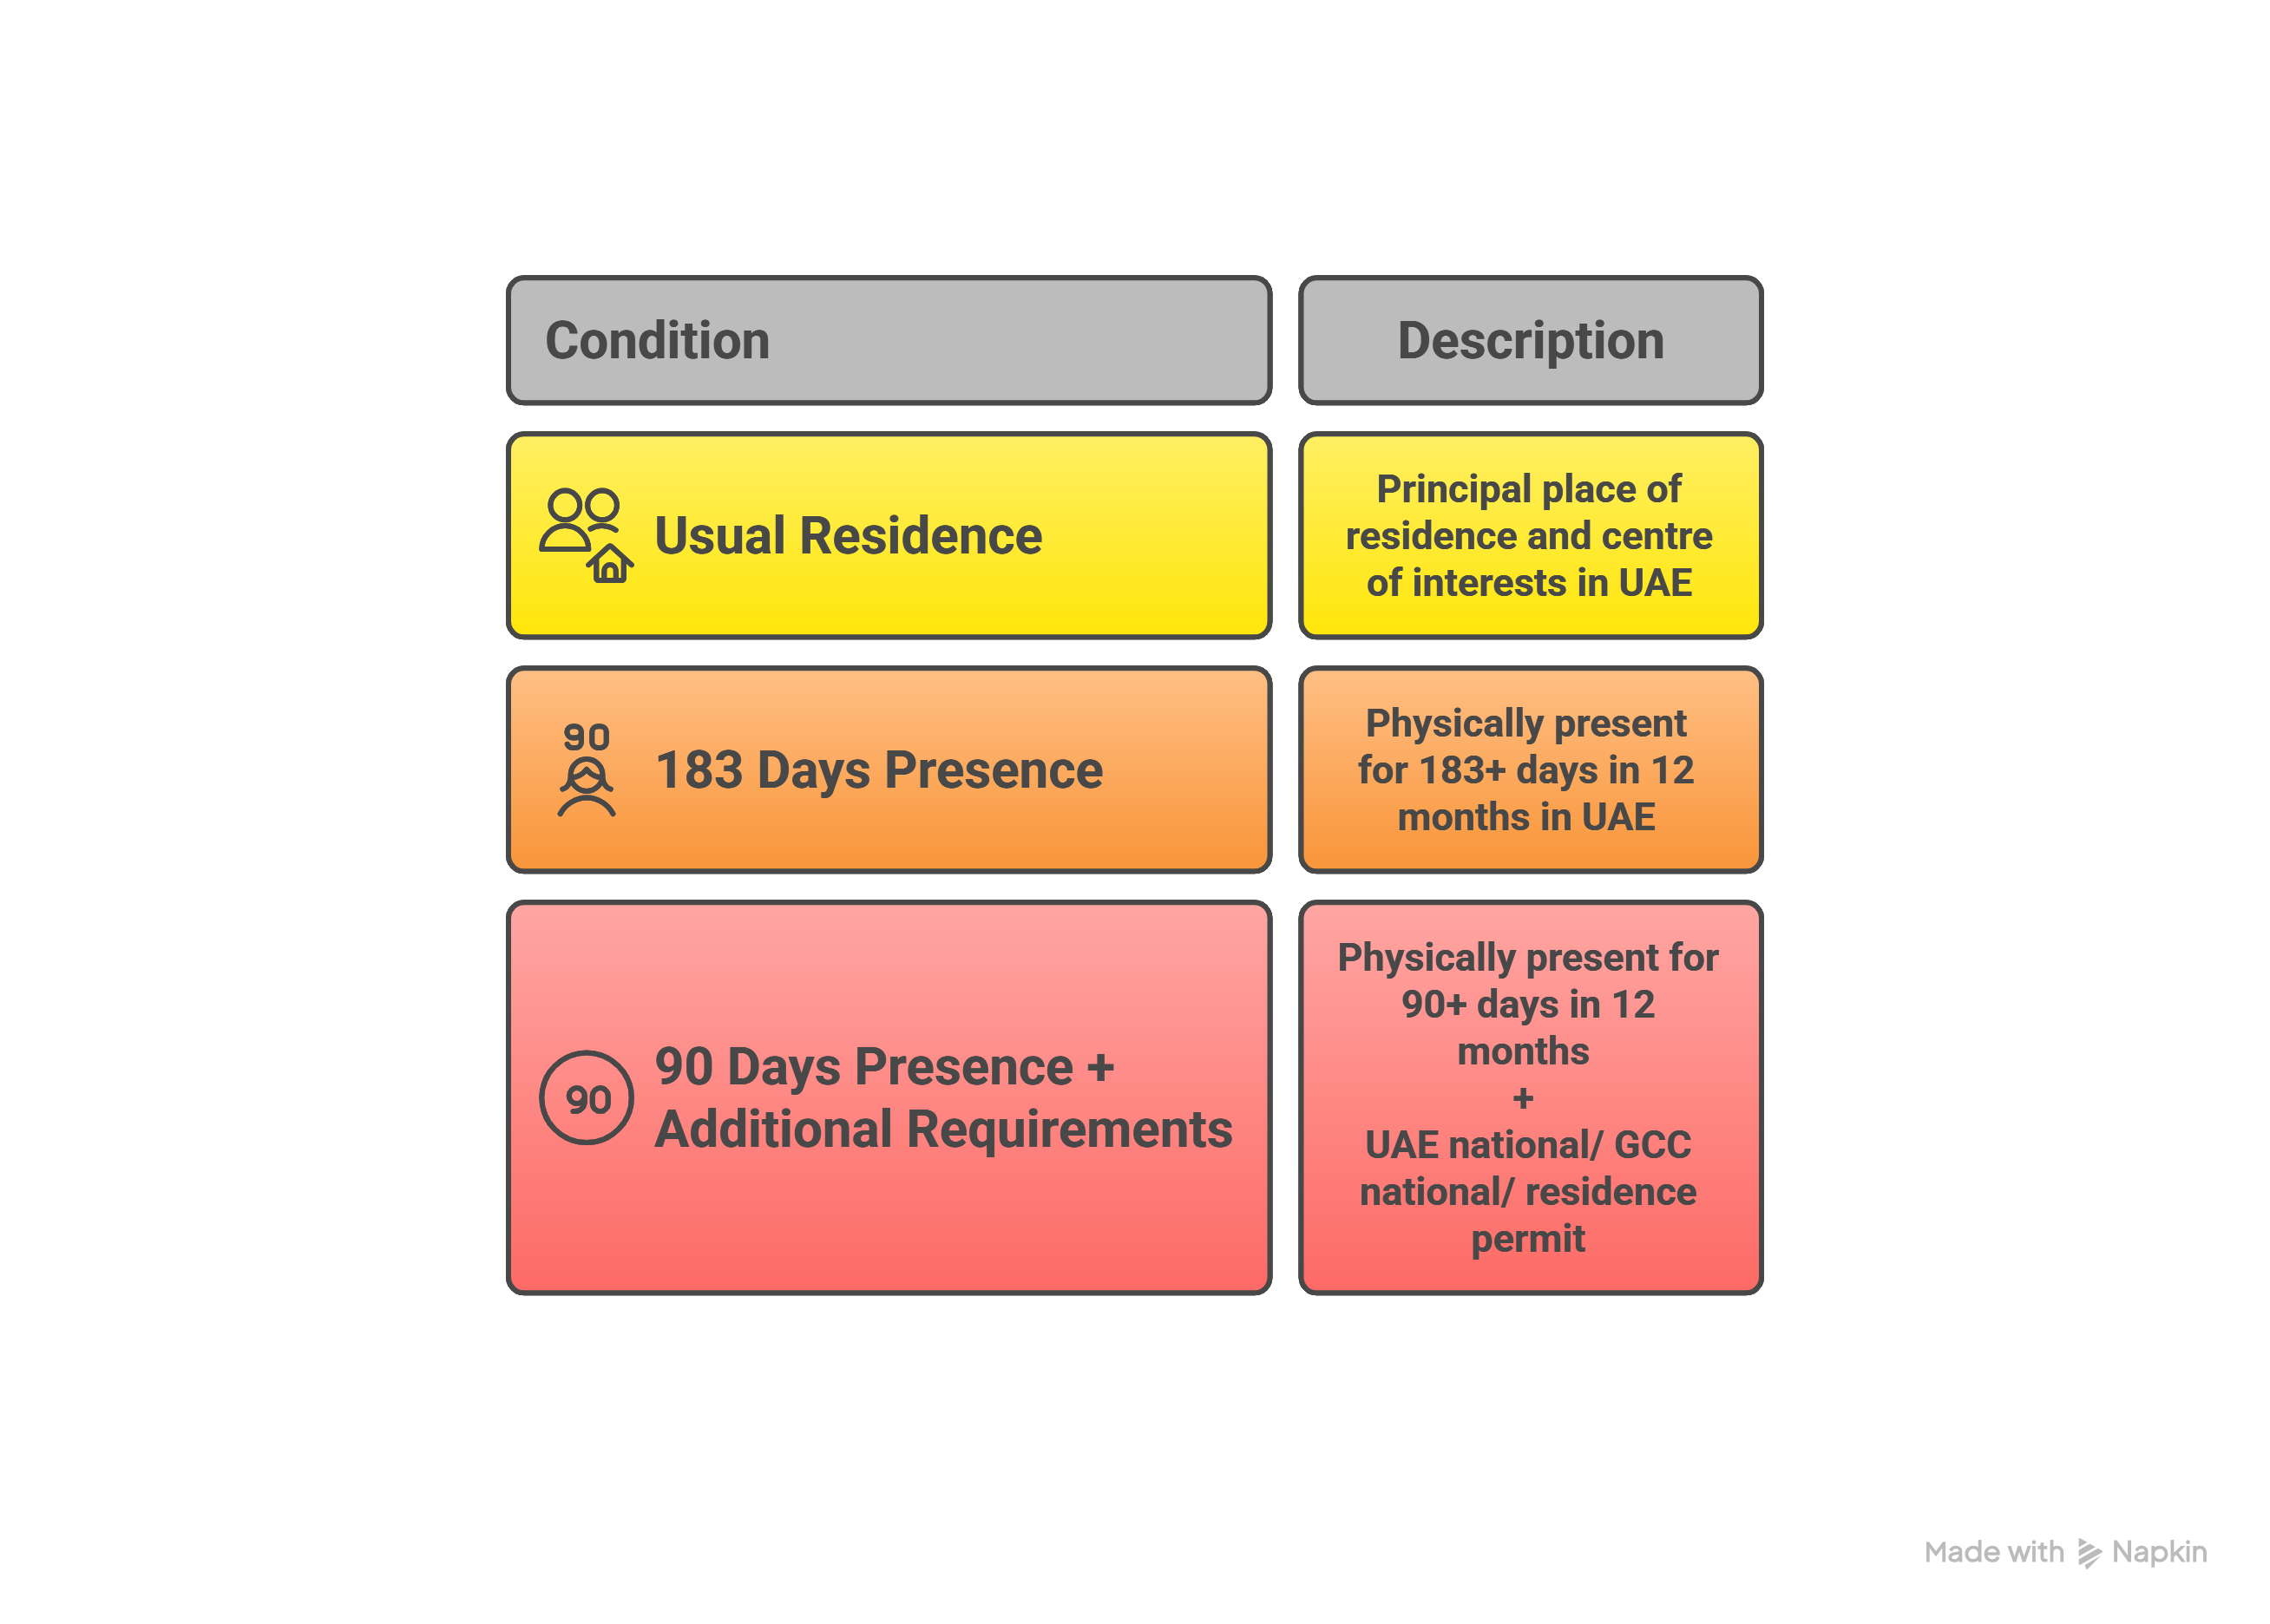 Condition
Description
Usual Residence
Principal place of
residence and centre
of interests in UAE
90
183 Days Presence
Physically present
for 183+ days in 12
months in UAE
90
90 Days Presence +
Additional Requirements
Physically present for
90+ days in 12
months
+
UAE national/ GCC
national/ residence
permit
Made with Napkin